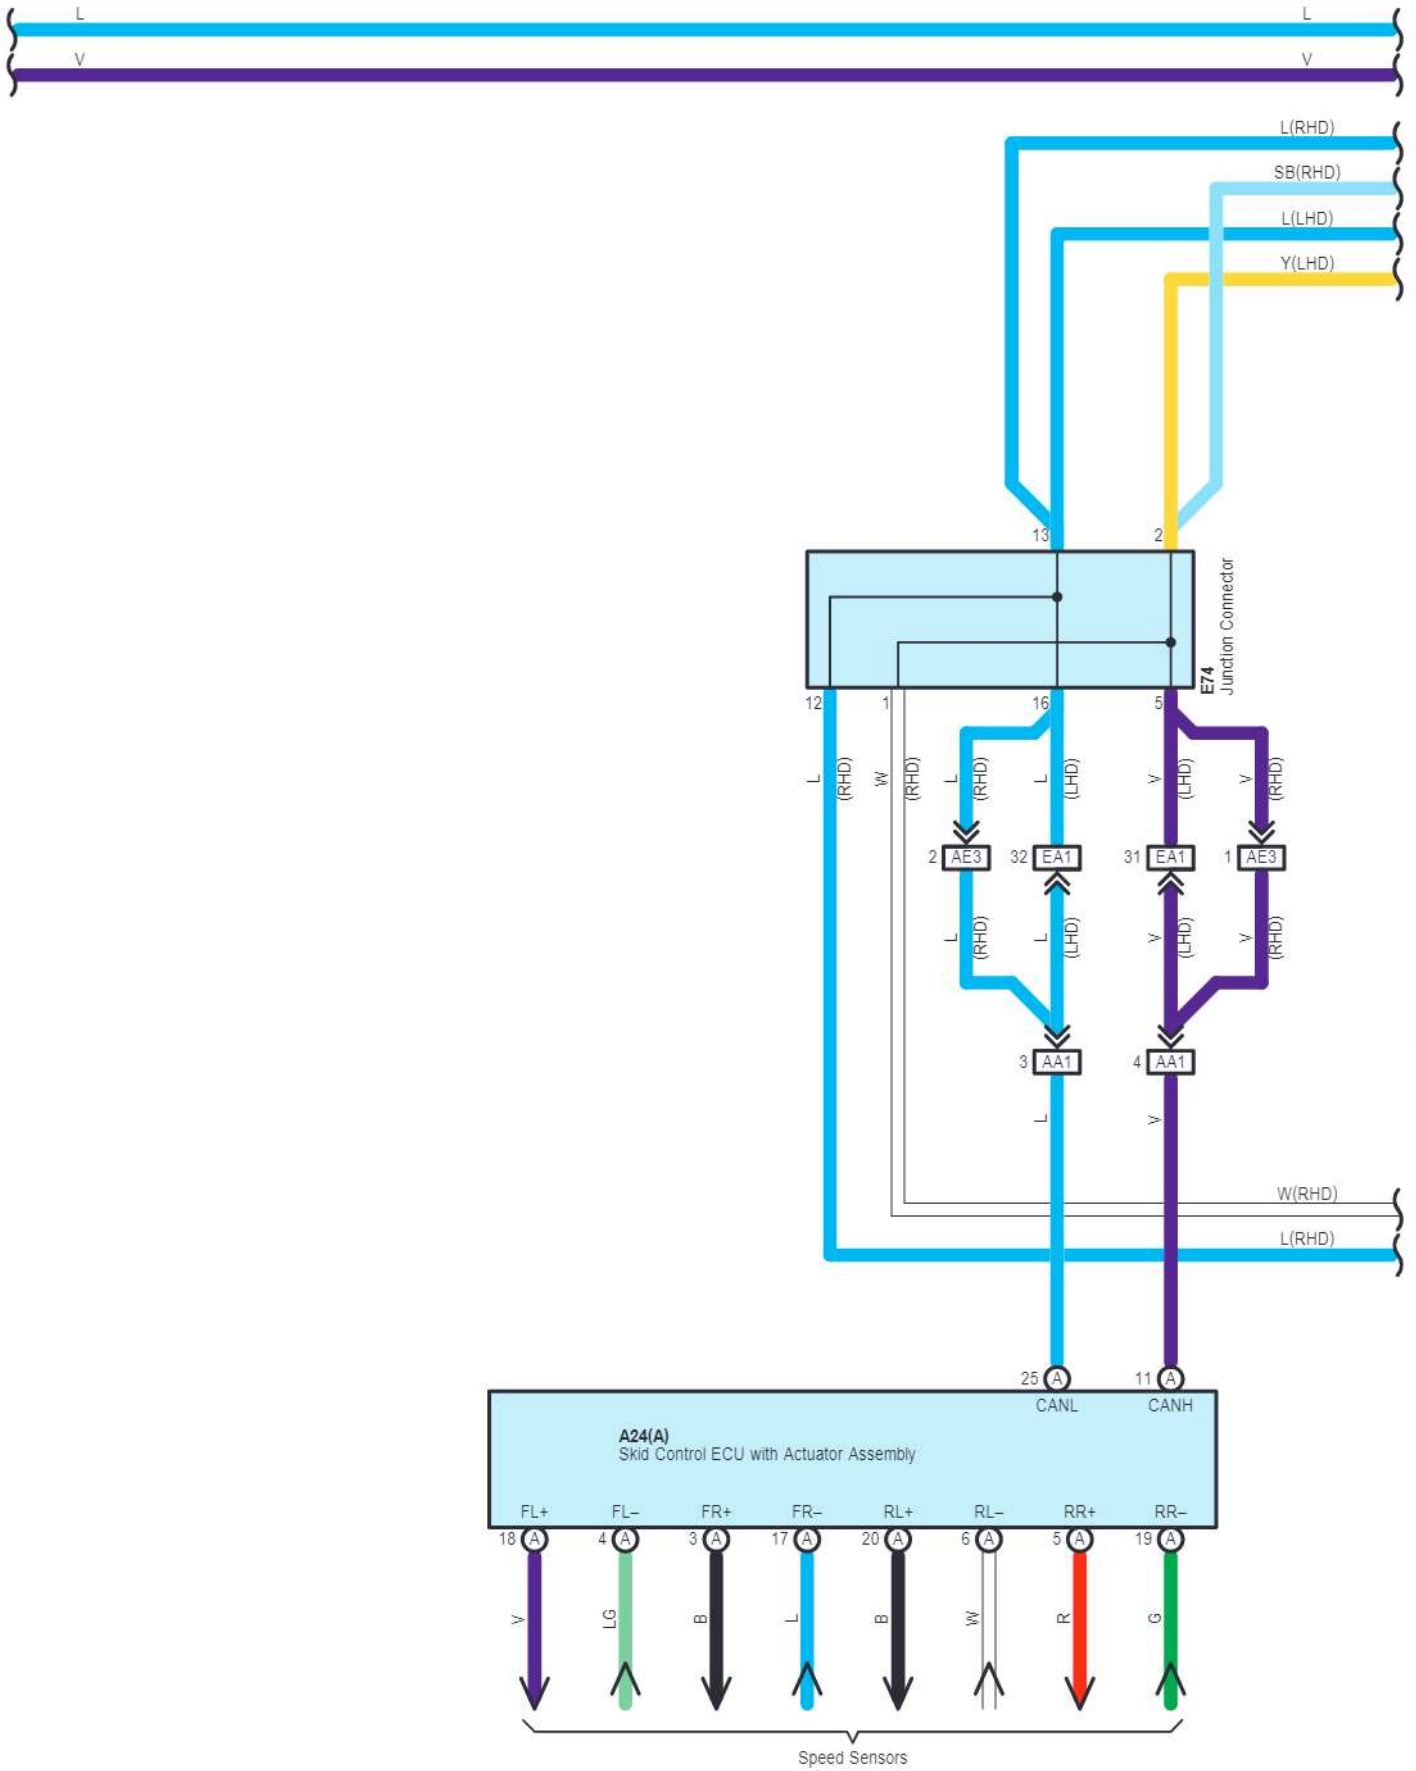 L L
V V
L(RHD)
SB(RHD)
L(LHD)
Y(LHD)
13 2
E74
Junction Connector
12 1 16 5
L (RHD) W (RHD) L (RHD) L (LHD) V (LHD) V (RHD)
2 AE3 32 EA1 31 EA1 1 AE3
L (RHD) L (LHD) V (LHD) V (RHD)
3 AA1 4 AA1
L V
W(RHD)
L(RHD)
25 A 11 A
CANL CANH
A24(A)
Skid Control ECU with Actuator Assembly
FL+ FL– FR+ FR– RL+ RL– RR+ RR–
18 A 4 A 3 A 17 A 20 A 6 A 5 A 19 A
V LG B L B W R G
Speed Sensors